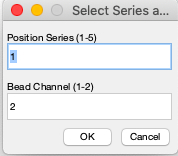 Select Series a...
Position Series (1-5)
1
Bead Channel (1-2)
2
OK
Cancel